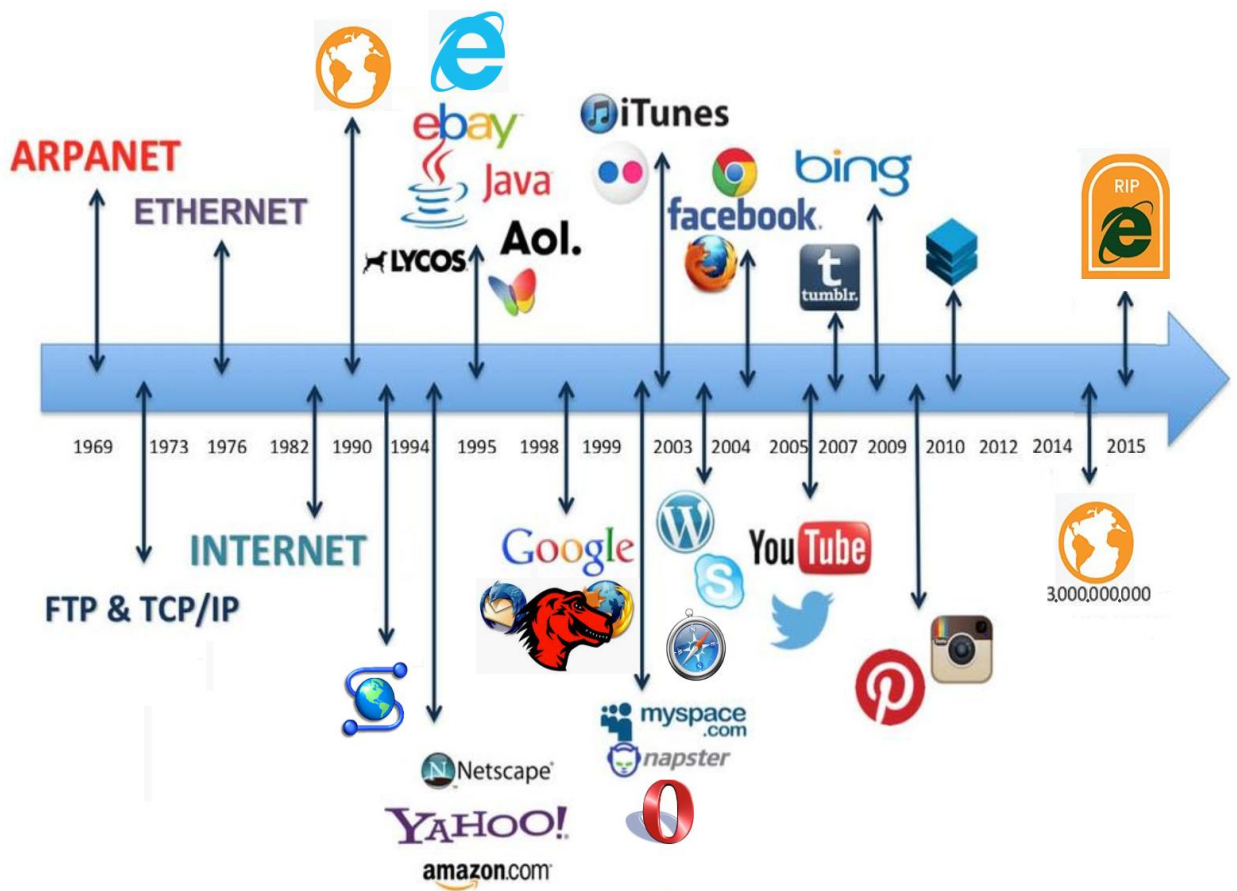 ARPANET
ETHERNET
ebay
Java
LYCOS
Aol.
iTunes
facebook.
bing
t
tumblr.
RIP
1969 1973 1976 1982 1990 1994 1995 1998 1999 2003 2004 2005 2007 2009 2010 2012 2014 2015
FTP & TCP/IP
INTERNET
Google
W
S
You Tube
3,000,000,000
myspace
.com
napster
N Netscape
YAHOO!
amazon.com